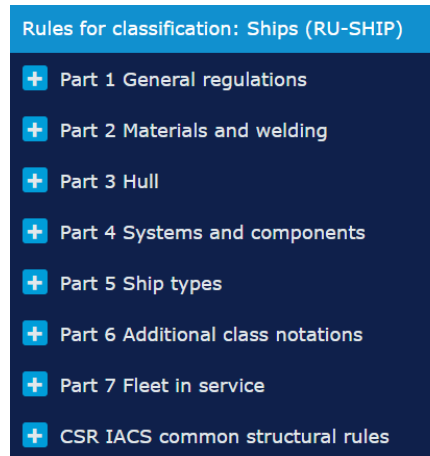 Rules for classification: Ships (RU-SHIP)
Part 1 General regulations
Part 2 Materials and welding
Part 3 Hull
Part 4 Systems and components
Part 5 Ship types
Part 6 Additional class notations
Part 7 Fleet in service
CSR IACS common structural rules